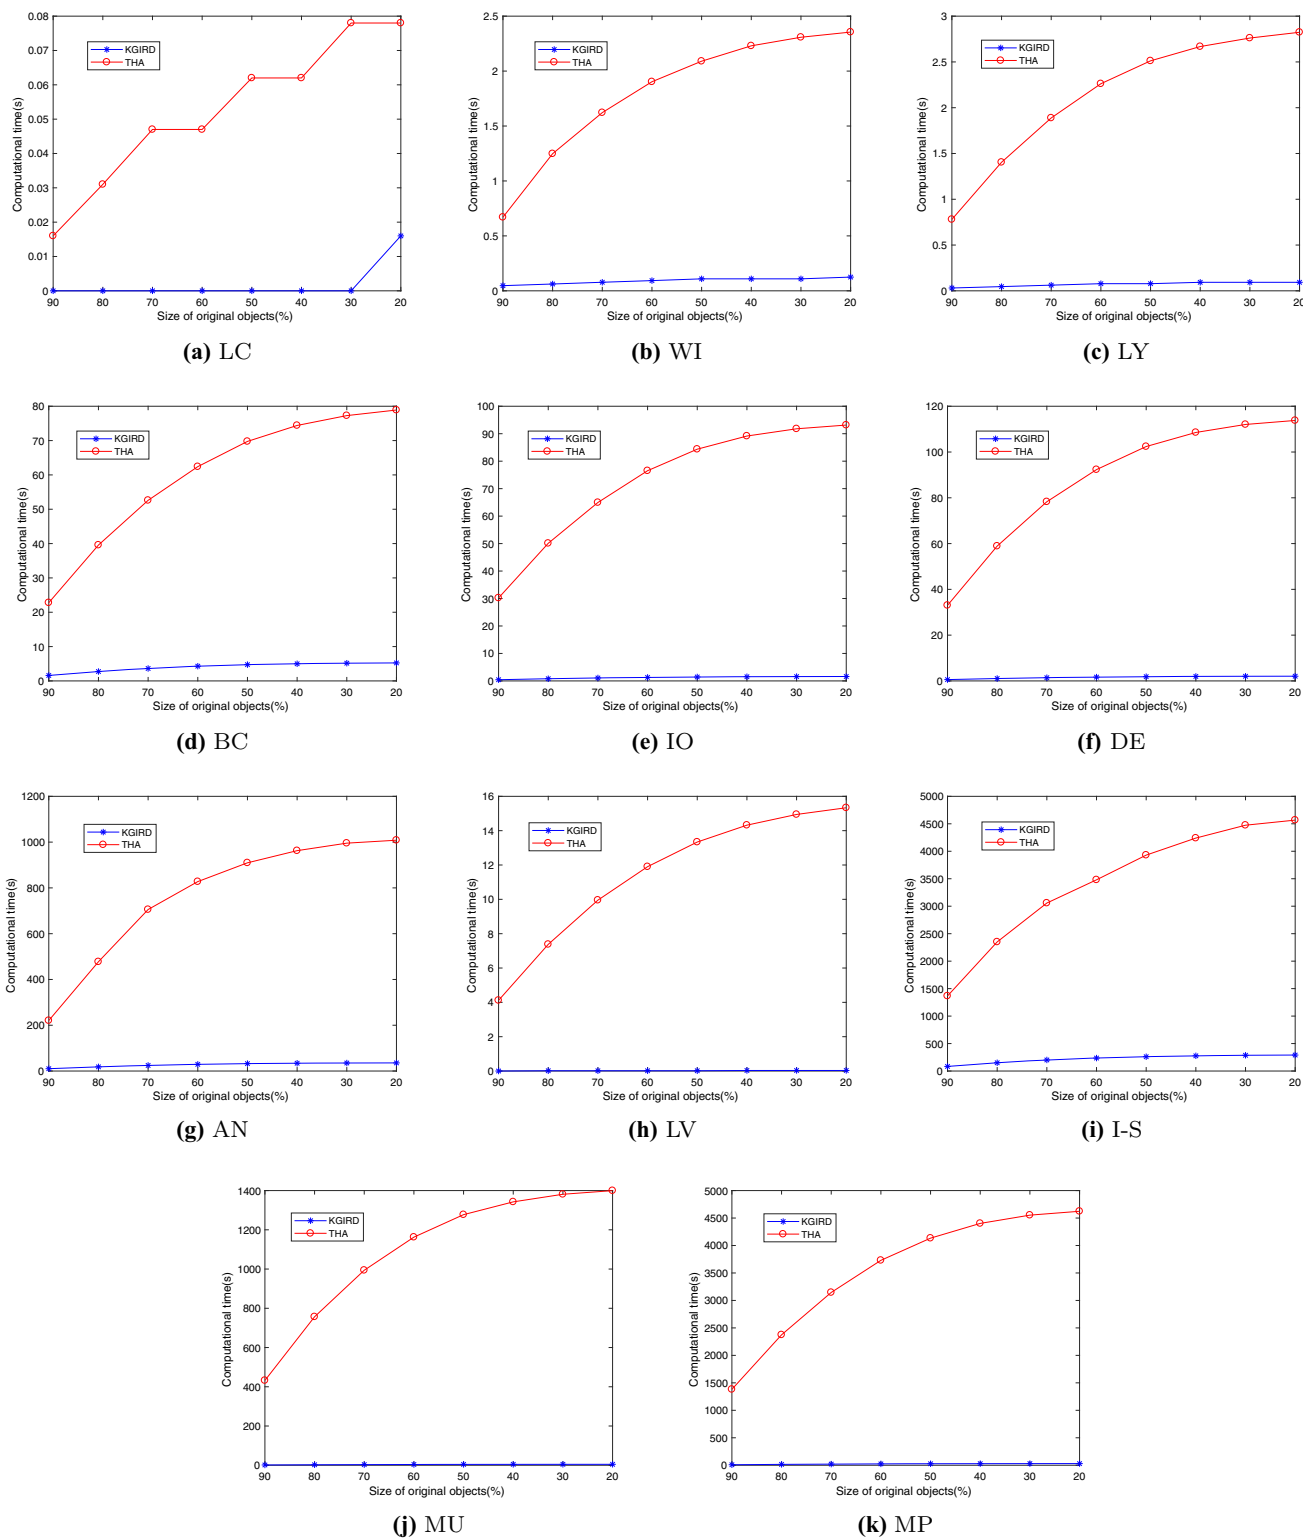 0.08
0.07
0.06
0.05
0.04
0.03
0.02
0.01
0
Computational time(s)
KGIRD
THA
90 80 70 60 50 40 30 20
Size of original objects(%)
(a) LC
2.5
2
1.5
1
0.5
0
Computational time(s)
KGIRD
THA
90 80 70 60 50 40 30 20
Size of original objects(%)
(b) WI
3
2.5
2
1.5
1
0.5
0
Computational time(s)
KGIRD
THA
90 80 70 60 50 40 30 20
Size of original objects(%)
(c) LY
80
70
60
50
40
30
20
10
0
Computational time(s)
KGIRD
THA
90 80 70 60 50 40 30 20
Size of original objects(%)
(d) BC
100
90
80
70
60
50
40
30
20
10
0
Computational time(s)
KGIRD
THA
90 80 70 60 50 40 30 20
Size of original objects(%)
(e) IO
120
100
80
60
40
20
0
Computational time(s)
KGIRD
THA
90 80 70 60 50 40 30 20
Size of original objects(%)
(f) DE
1200
1000
800
600
400
200
0
Computational time(s)
KGIRD
THA
90 80 70 60 50 40 30 20
Size of original objects(%)
(g) AN
16
14
12
10
8
6
4
2
0
Computational time(s)
KGIRD
THA
90 80 70 60 50 40 30 20
Size of original objects(%)
(h) LV
5000
4500
4000
3500
3000
2500
2000
1500
1000
500
0
Computational time(s)
KGIRD
THA
90 80 70 60 50 40 30 20
Size of original objects(%)
(i) I-S
1400
1200
1000
800
600
400
200
0
Computational time(s)
KGIRD
THA
90 80 70 60 50 40 30 20
Size of original objects(%)
(j) MU
5000
4500
4000
3500
3000
2500
2000
1500
1000
500
0
Computational time(s)
KGIRD
THA
90 80 70 60 50 40 30 20
Size of original objects(%)
(k) MP